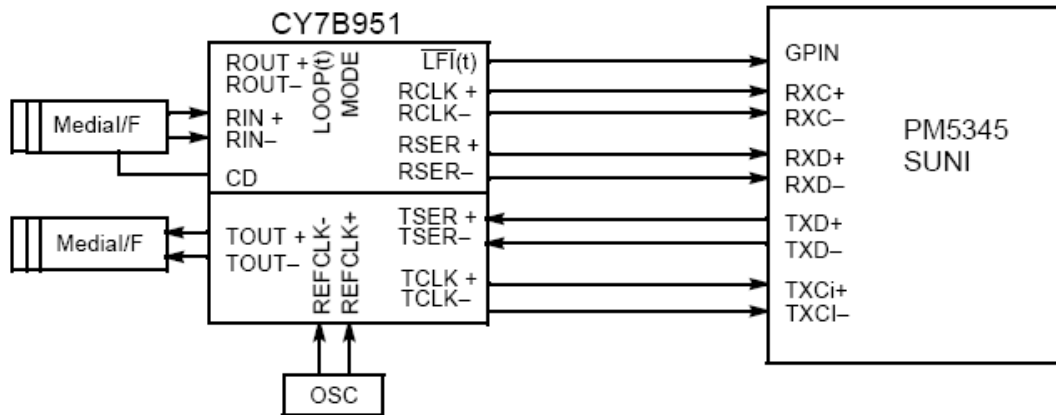 CY7B951
ROUT +
ROUT–
RIN +
RIN–
CD
LOOP(t)
MODE
LFI(t)
RCLK +
RCLK–
RSER +
RSER–
Medial/F
Medial/F
TOUT +
TOUT–
REFCLK-
REFCLK+
TSER +
TSER–
TCLK +
TCLK–
OSC
GPIN
RXC+
RXC–
RXD+
RXD–
TXD+
TXD–
TXCi+
TXCI–
PM5345
SUNI